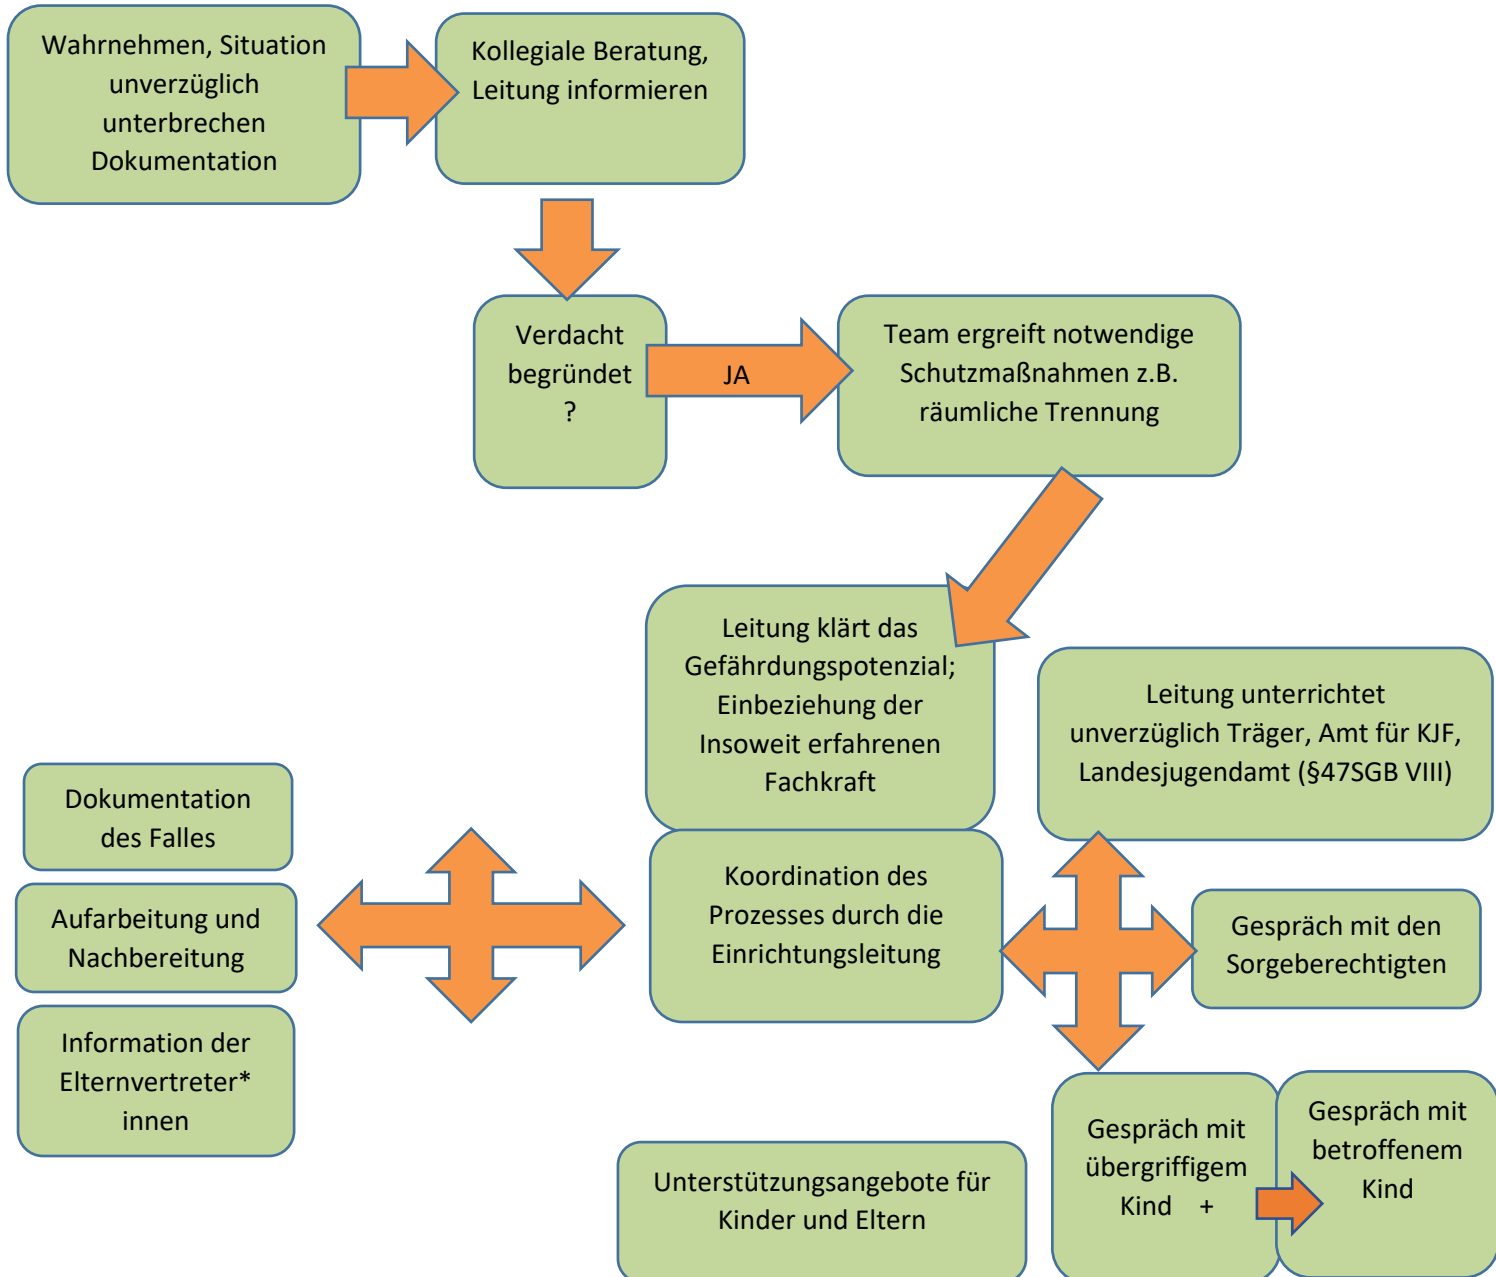 Wahrnehmen, Situation
unverzüglich
unterbrechen
Dokumentation
Kollegiale Beratung,
Leitung informieren
Verdacht
begründet
?
JA
Team ergreift notwendige
Schutzmaßnahmen z.B.
räumliche Trennung
Leitung klärt das
Gefährdungspotenzial;
Einbeziehung der
Insoweit erfahrenen
Fachkraft
Leitung unterrichtet
unverzüglich Träger, Amt für KJF,
Landesjugendamt (§47SGB VIII)
Dokumentation
des Falles
Aufarbeitung und
Nachbereitung
Information der
Elternvertreter*
innen
Koordination des
Prozesses durch die
Einrichtungsleitung
Gespräch mit den
Sorgeberechtigten
Gespräch mit
übergriffigem
Kind +
Gespräch mit
betroffenem
Kind
Unterstützungsangebote für
Kinder und Eltern